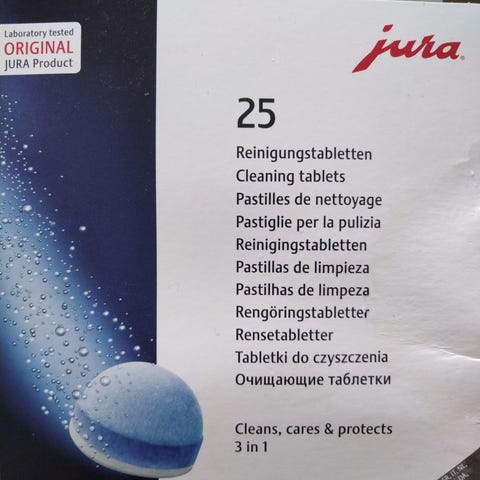 Laboratory tested
ORIGINAL
JURA Product
jura
25
Reinigungstabletten
Cleaning tablets
Pastilles de nettoyage
Pastiglie per la pulizia
Reinigingstabletten
Pastillas de limpieza
Pastilhas de limpeza
Rengöringstabletter
Rensetabletter
Tabletki do czyszczenia
Очищающие таблетки
Cleans, cares & protects
3 in 1